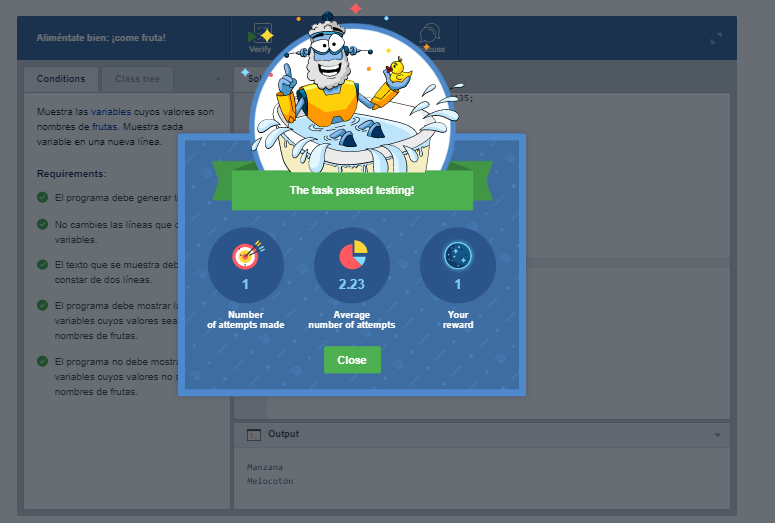 Aliméntate bien: ¡come fruta!
Verify
Conditions
Class tree
35;
Muestra las variables cuyos valores son
nombres de frutas. Muestra cada
variable en una nueva línea.
Requirements:
El programa debe generar
No cambies las líneas que
variables.
El texto que se muestra
constar de dos líneas.
El programa debe mostrar
variables cuyos valores
nombres de frutas.
El programa no debe
variables cuyos valores no
nombres de frutas.
The task passed testing!
1
Number
of attempts made
2.23
Average
number of attempts
1
Your
reward
Close
Output
Manzana
Melocotón